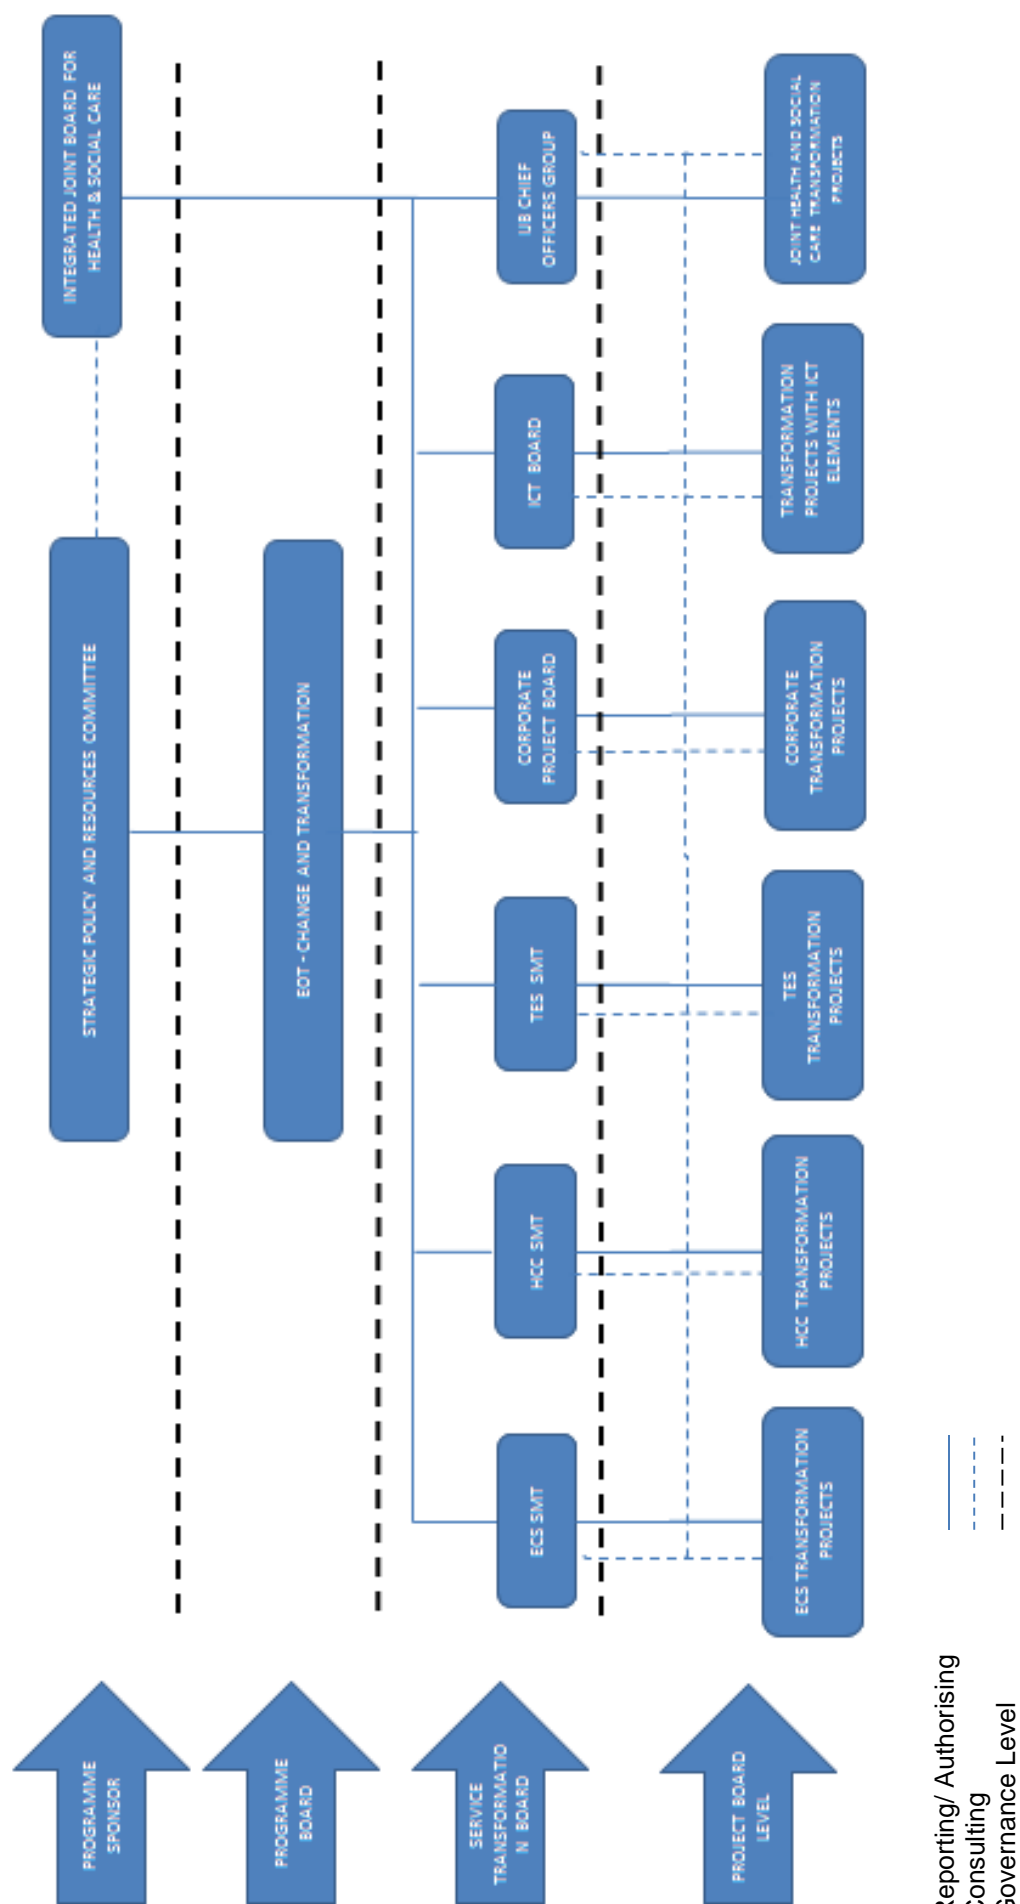 PROGRAMME
SPONSOR
STRATEGIC POLICY AND RESOURCES COMMITTEE
INTEGRATED JOINT BOARD FOR
HEALTH & SOCIAL CARE
PROGRAMME
BOARD
EOT - CHANGE AND TRANSFORMATION
SERVICE
TRANSFORMATIO
N BOARD
ECS SMT
HCC SMT
TES SMT
CORPORATE
PROJECT BOARD
ICT BOARD
IJB CHIEF
OFFICERS GROUP
PROJECT BOARD
LEVEL
ECS TRANSFORMATION
PROJECTS
HCC TRANSFORMATION
PROJECTS
TES
TRANSFORMATION
PROJECTS
CORPORATE
TRANSFORMATION
PROJECTS
TRANSFORMATION
PROJECTS WITH ICT
ELEMENTS
JOINT HEALTH AND SOCIAL
CARE TRANSFORMATION
PROJECTS
Reporting/ Authorising
Consulting
Governance Level